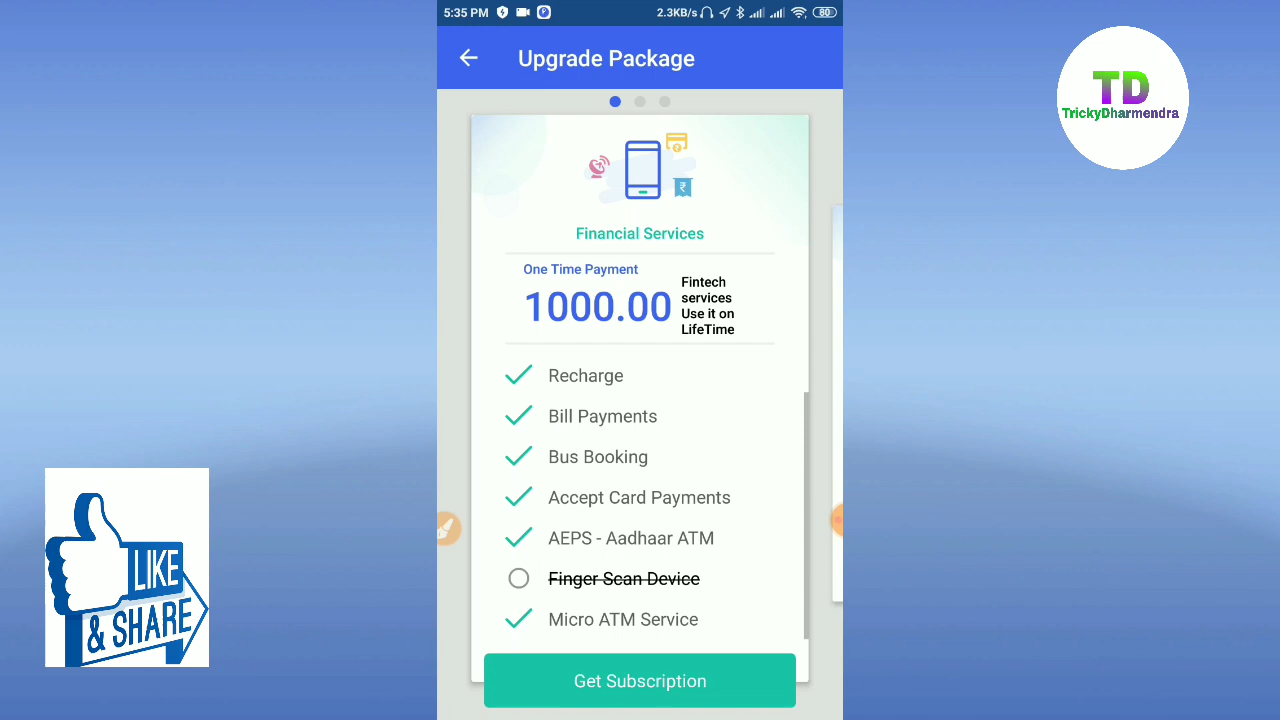 5:35 PM
2.3KB/s
80
Upgrade Package
TD
TrickyDharmendra
₹
Financial Services
One Time Payment
1000.00
Fintech
services
Use it on
LifeTime
Recharge
Bill Payments
Bus Booking
Accept Card Payments
AEPS - Aadhaar ATM
Finger Scan Device
Micro ATM Service
Get Subscription
LIKE
& SHARE